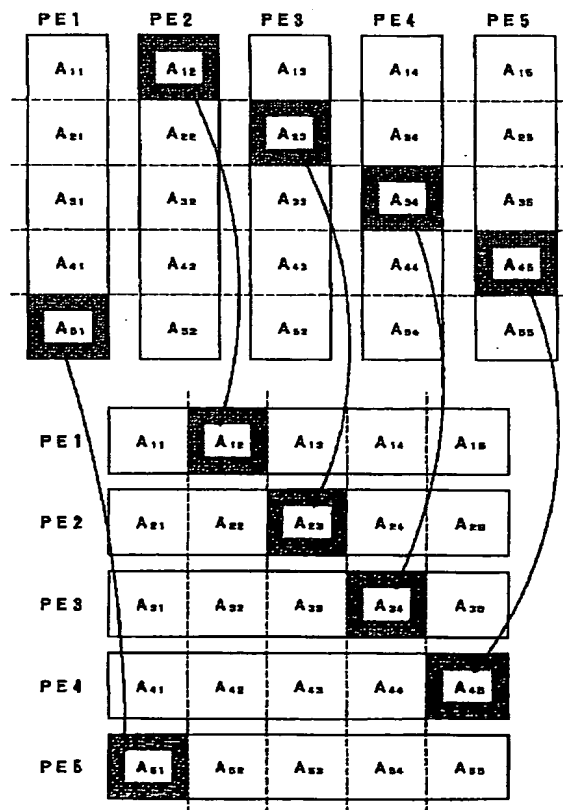 PE1 PE2 PE3 PE4 PE5
A11 A12 A13 A14 A15
A21 A22 A23 A24 A25
A31 A32 A33 A34 A35
A41 A42 A43 A44 A45
A51 A52 A53 A54 A55
PE1 A11 A12 A13 A14 A15
PE2 A21 A22 A23 A24 A25
PE3 A31 A32 A33 A34 A35
PE4 A41 A42 A43 A44 A45
PE5 A51 A52 A53 A54 A55